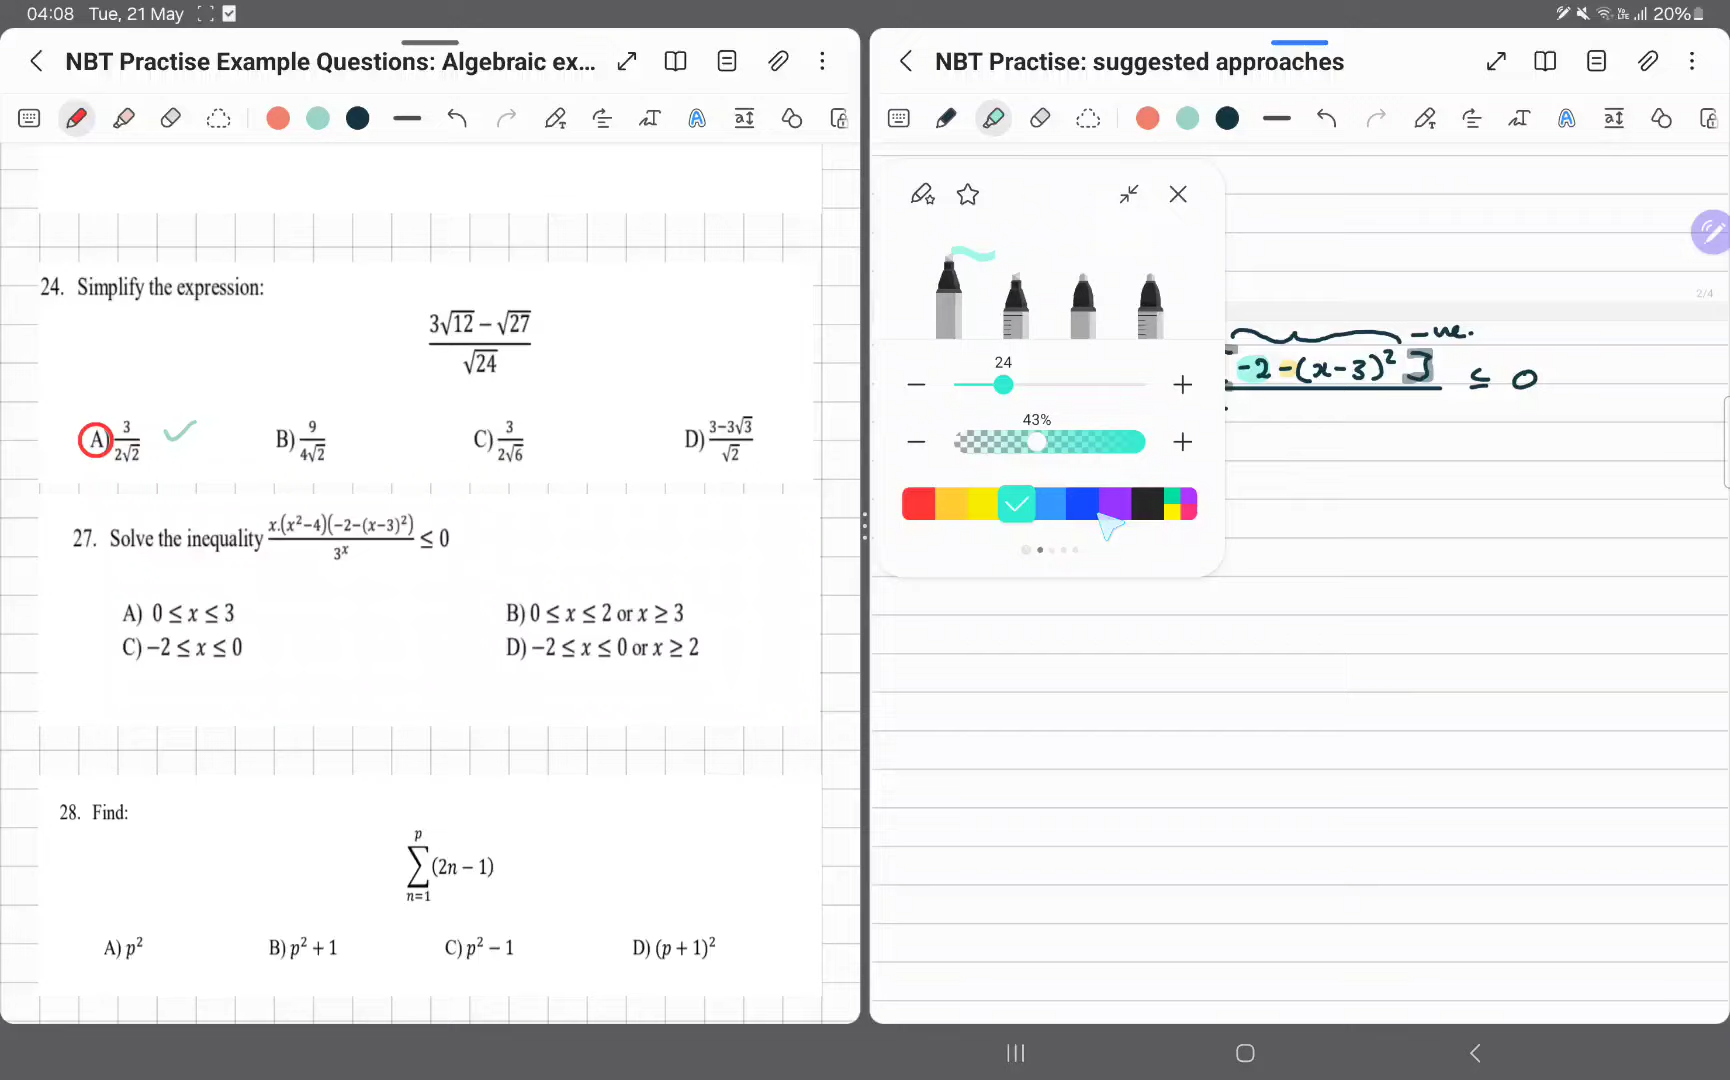 04:08 Tue, 21 May
20%
NBT Practise Example Questions: Algebraic ex...
24. Simplify the expression:
3√12 − √27
√24
A) 3/2√2 B) 9/4√2 C) 3/2√6 D) 3−3√3/√2
27. Solve the inequality x.(x²−4)(−2−(x−3)²)/3ˣ ≤ 0
A) 0 ≤ x ≤ 3 B) 0 ≤ x ≤ 2 or x ≥ 3
C) −2 ≤ x ≤ 0 D) −2 ≤ x ≤ 0 or x ≥ 2
28. Find:
p
∑ (2n − 1)
n=1
A) p² B) p² + 1 C) p² − 1 D) (p + 1)²
NBT Practise: suggested approaches
24
43%
2/4
-ve.
-2 -(x-3)² ] ≤ 0